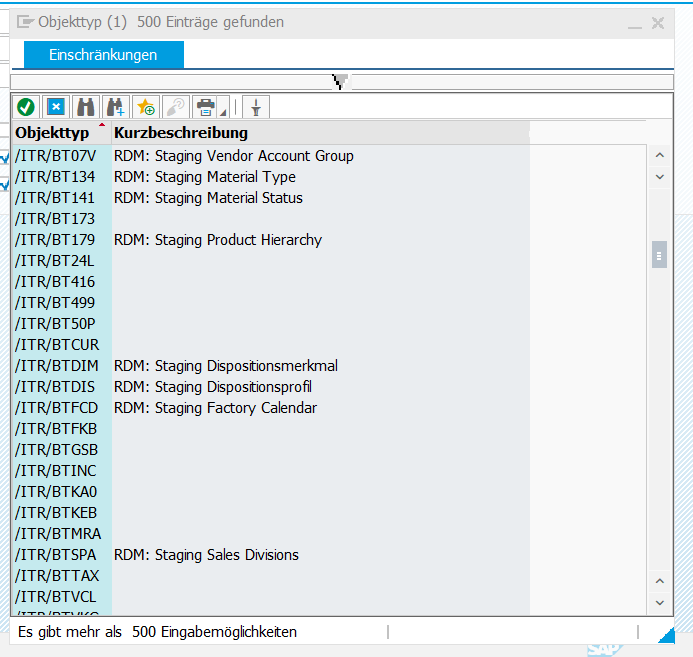 Objekttyp (1)  500 Einträge gefunden
Einschränkungen
Objekttyp Kurzbeschreibung
/ITR/BT07V RDM: Staging Vendor Account Group
/ITR/BT134 RDM: Staging Material Type
/ITR/BT141 RDM: Staging Material Status
/ITR/BT173
/ITR/BT179 RDM: Staging Product Hierarchy
/ITR/BT24L
/ITR/BT416
/ITR/BT499
/ITR/BT50P
/ITR/BTCUR
/ITR/BTDIM RDM: Staging Dispositionsmerkmal
/ITR/BTDIS RDM: Staging Dispositionsprofil
/ITR/BTFCD RDM: Staging Factory Calendar
/ITR/BTFKB
/ITR/BTGSB
/ITR/BTINC
/ITR/BTKA0
/ITR/BTKEB
/ITR/BTMRA
/ITR/BTSPA RDM: Staging Sales Divisions
/ITR/BTTAX
/ITR/BTVCL
Es gibt mehr als  500 Eingabemöglichkeiten
SAP